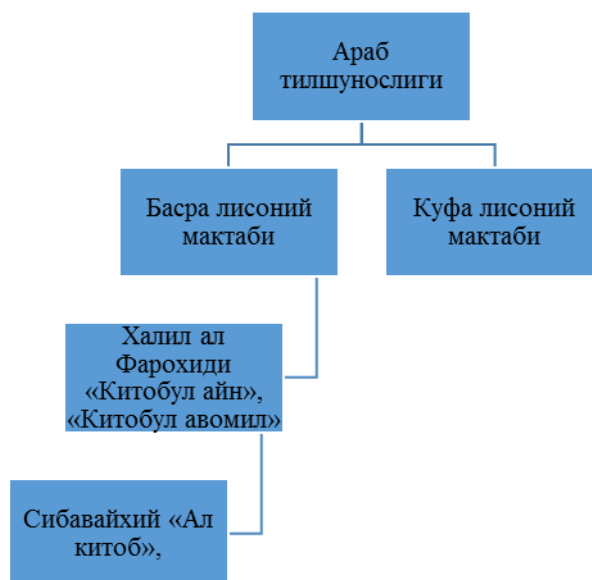 Араб
тилшунослиги
Басра лисоний
мактаби
Куфа лисоний
мактаби
Халил ал
Фарохиди
«Китобул айн»,
«Китобул авомил»
Сибавайхий «Ал
китоб»,